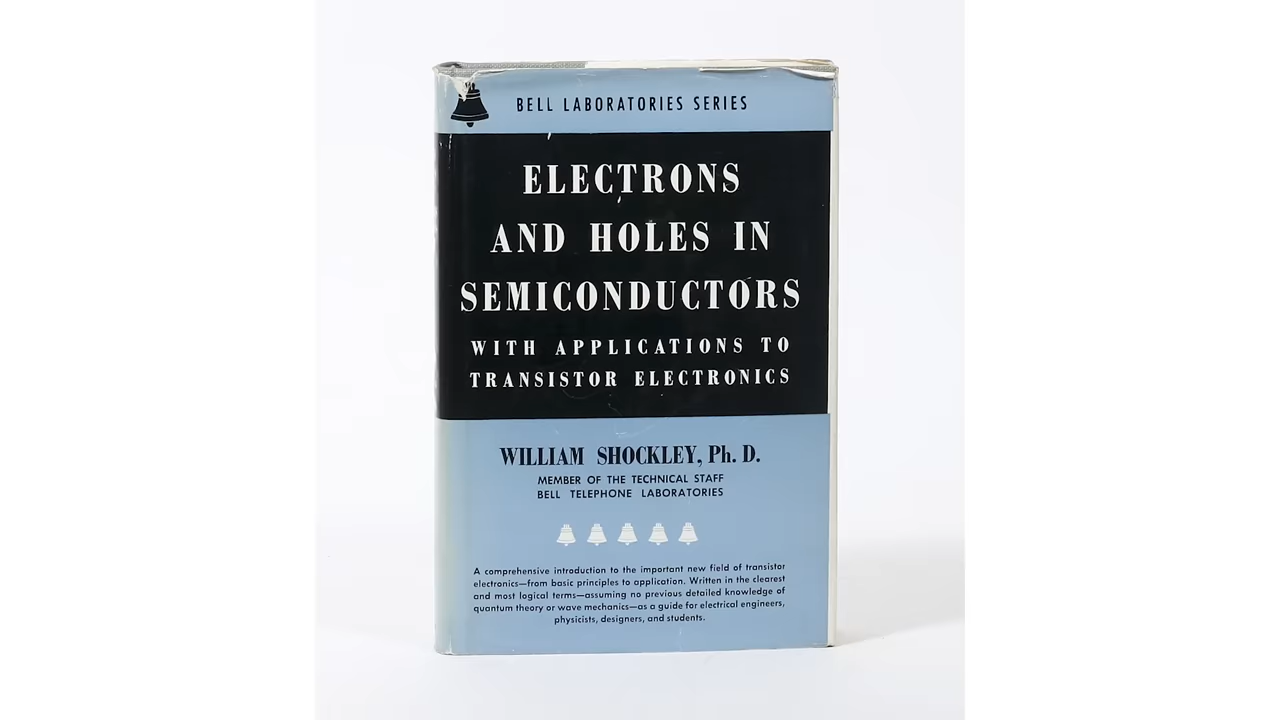 BELL LABORATORIES SERIES
ELECTRONS
AND HOLES IN
SEMICONDUCTORS
WITH APPLICATIONS TO
TRANSISTOR ELECTRONICS
WILLIAM SHOCKLEY, Ph. D.
MEMBER OF THE TECHNICAL STAFF
BELL TELEPHONE LABORATORIES
A comprehensive introduction to the important new field of transistor
electronics—from basic principles to application. Written in the clearest
and most logical terms—assuming no previous detailed knowledge of
quantum theory or wave mechanics—as a guide for electrical engineers,
physicists, designers, and students.